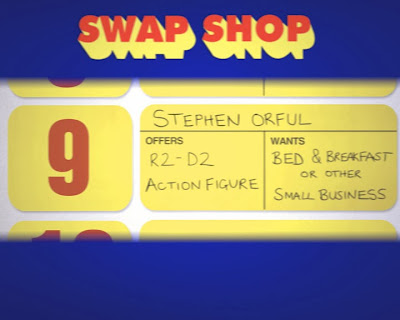 SWAP SHOP
9
STEPHEN ORFUL
OFFERS
R2-D2
ACTION FIGURE
WANTS
BED & BREAKFAST
OR OTHER
SMALL BUSINESS